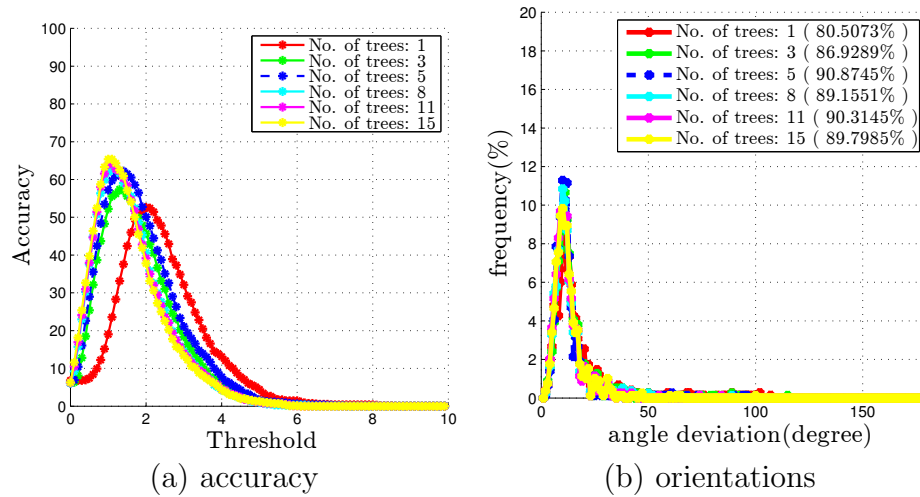 100
90
80
70
60
50
40
30
20
10
0
Accuracy
No. of trees: 1
No. of trees: 3
No. of trees: 5
No. of trees: 8
No. of trees: 11
No. of trees: 15
0 2 4 6 8 10
Threshold
(a) accuracy
20
18
16
14
12
10
8
6
4
2
0
frequency(%)
No. of trees: 1 ( 80.5073% )
No. of trees: 3 ( 86.9289% )
No. of trees: 5 ( 90.8745% )
No. of trees: 8 ( 89.1551% )
No. of trees: 11 ( 90.3145% )
No. of trees: 15 ( 89.7985% )
0 50 100 150
angle deviation(degree)
(b) orientations